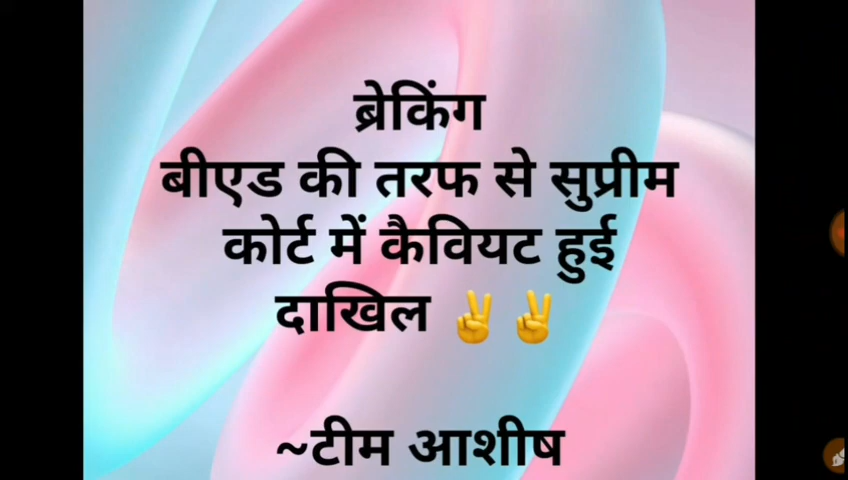 ब्रेकिंग
बीएड की तरफ से सुप्रीम
कोर्ट में कैवियट हुई
दाखिल ✌️✌️
~टीम आशीष